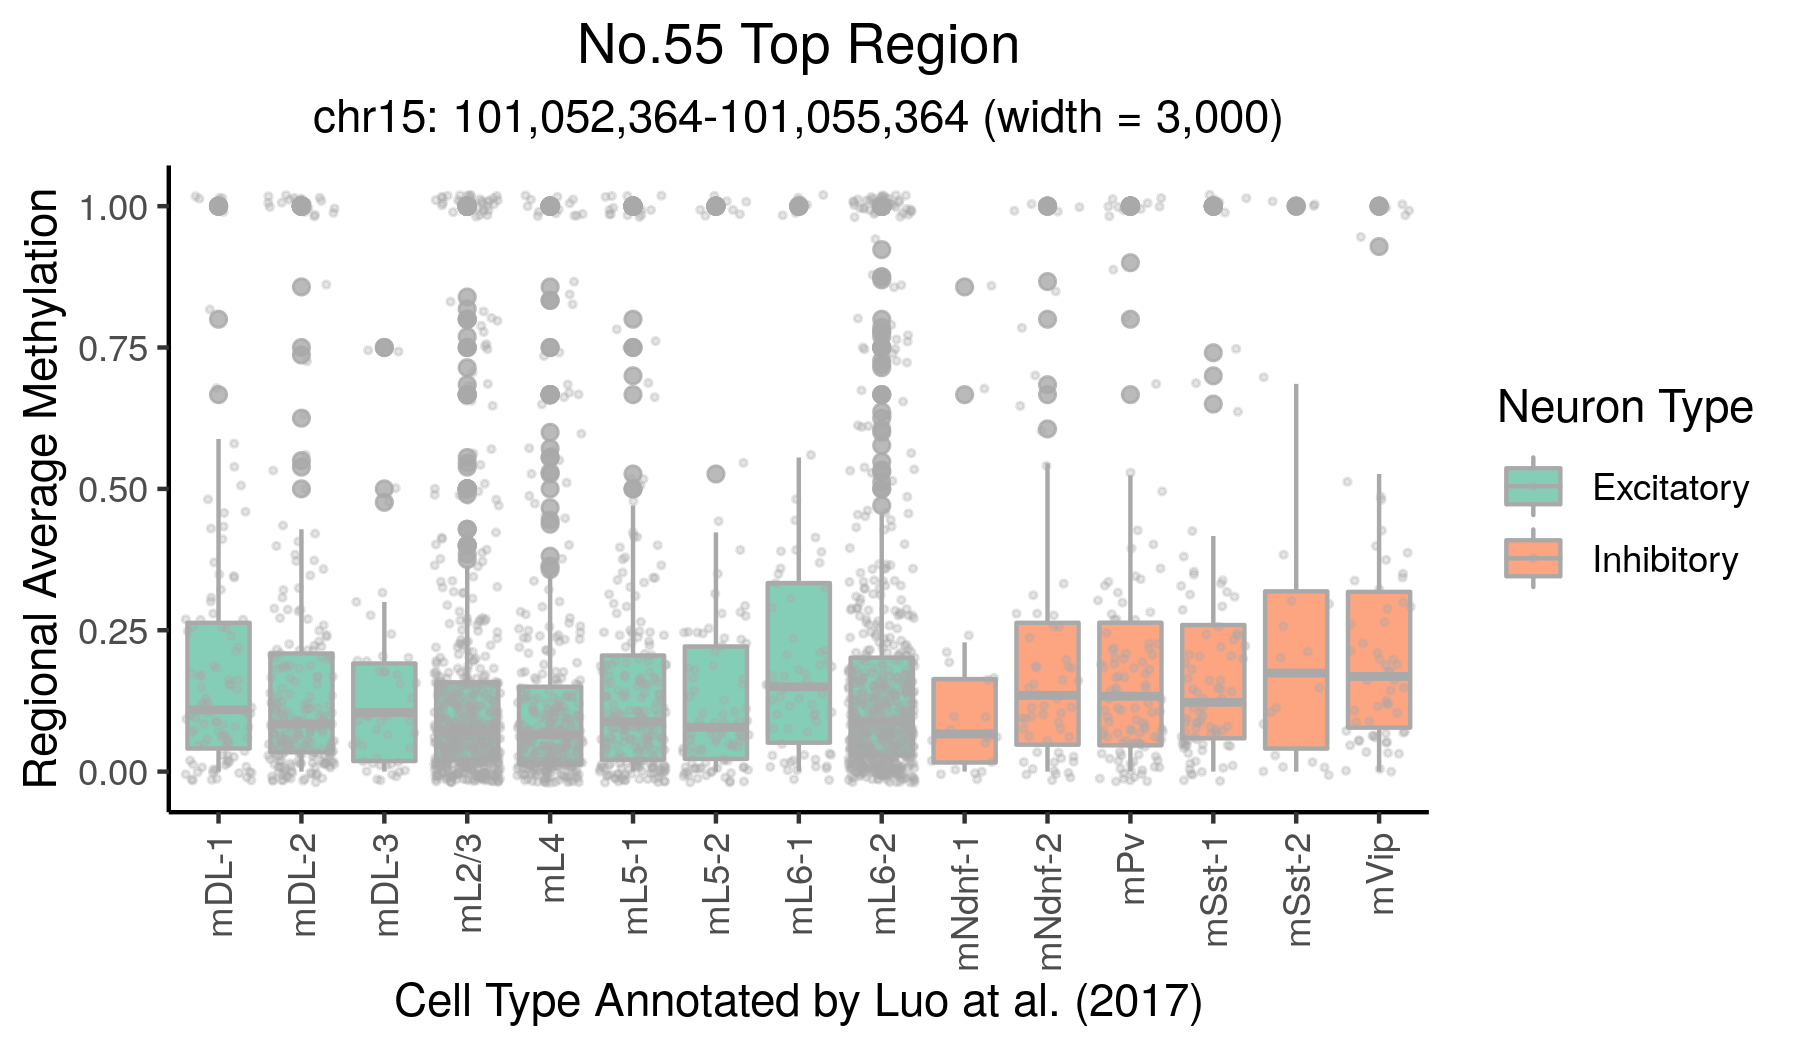 No.55 Top Region
chr15: 101,052,364-101,055,364 (width = 3,000)
Regional Average Methylation
1.00
0.75
0.50
0.25
0.00
mDL-1
mDL-2
mDL-3
mL2/3
mL4
mL5-1
mL5-2
mL6-1
mL6-2
mNdnf-1
mNdnf-2
mPv
mSst-1
mSst-2
mVip
Cell Type Annotated by Luo at al. (2017)
Neuron Type
Excitatory
Inhibitory